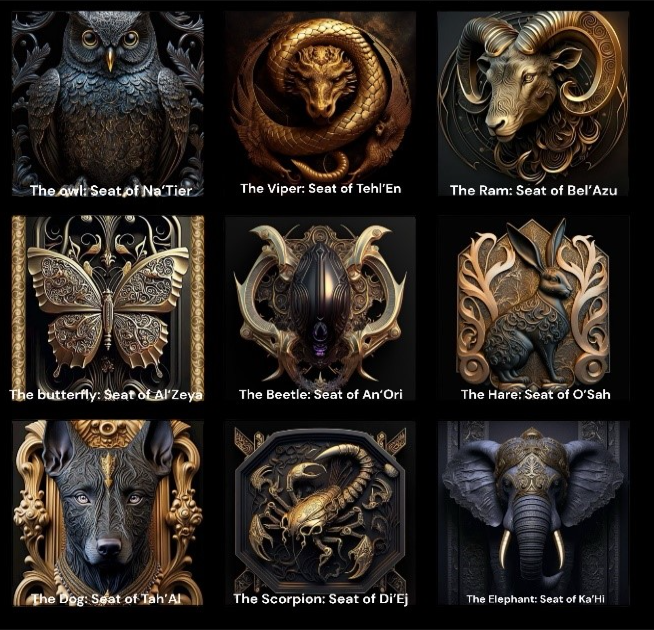 The owl: Seat of Na'Tier
The Viper: Seat of Tehl'En
The Ram: Seat of Bel'Azu
The butterfly: Seat of Al'Zeya
The Beetle: Seat of An'Ori
The Hare: Seat of O'Sah
The Dog: Seat of Tah'Al
The Scorpion: Seat of Di'Ej
The Elephant: Seat of Ka'Hi